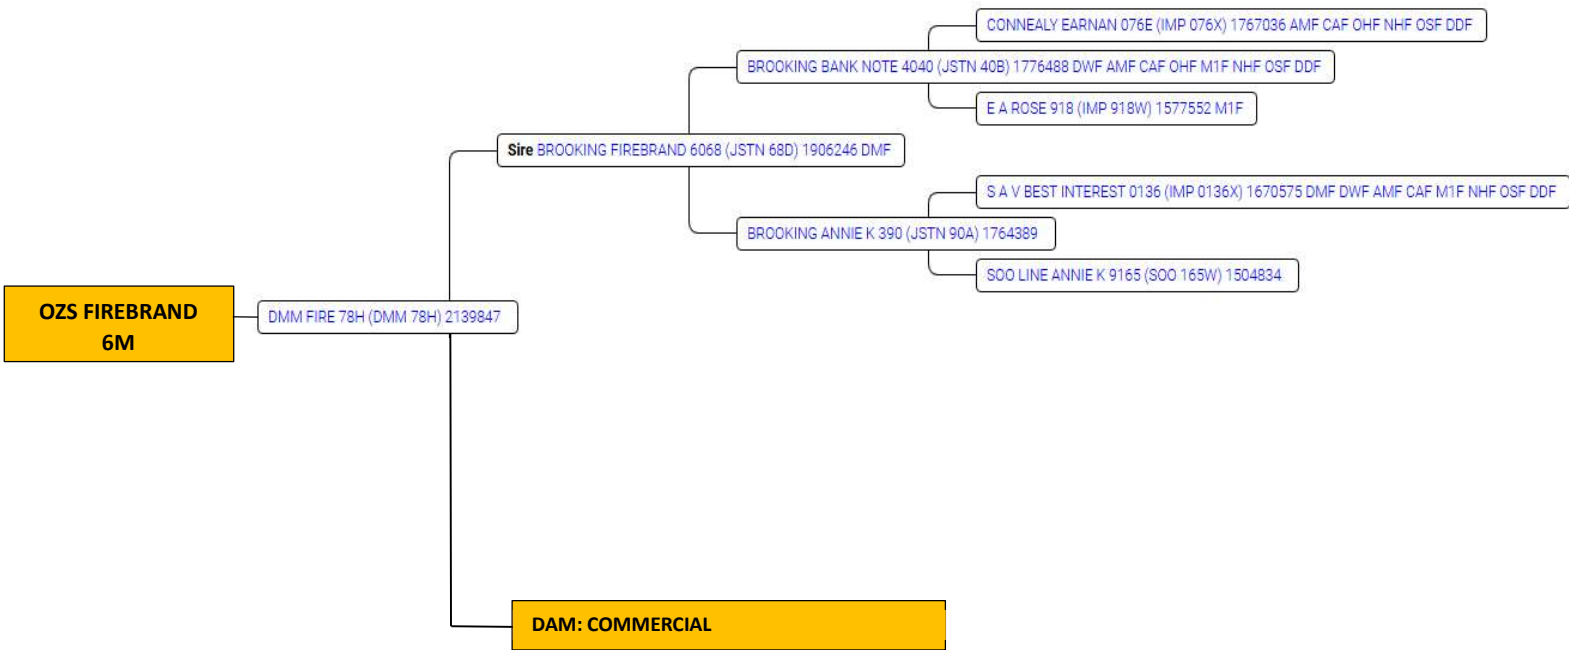 CONNEALY EARNAN 076E (IMP 076X) 1767036 AMF CAF OHF NHF OSF DDF
BROOKING BANK NOTE 4040 (JSTN 40B) 1776488 DWF AMF CAF OHF M1F NHF OSF DDF
E A ROSE 918 (IMP 918W) 1577552 M1F
Sire BROOKING FIREBRAND 6068 (JSTN 68D) 1906246 DMF
S A V BEST INTEREST 0136 (IMP 0136X) 1670575 DMF DWF AMF CAF M1F NHF OSF DDF
BROOKING ANNIE K 390 (JSTN 90A) 1764389
SOO LINE ANNIE K 9165 (SOO 165W) 1504834
OZS FIREBRAND
6M
DMM FIRE 78H (DMM 78H) 2139847
DAM: COMMERCIAL